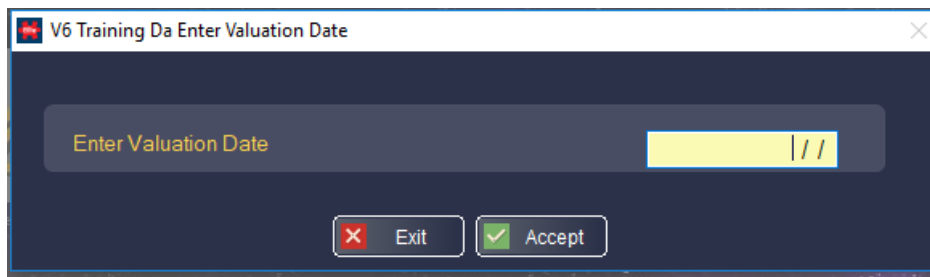 V6 Training Da Enter Valuation Date
Enter Valuation Date
/ /
Exit
Accept